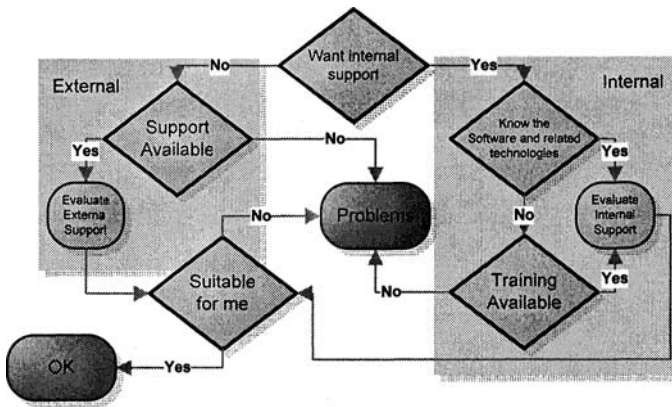 Want internal
support
No
Yes
External
Internal
Support
Available
No
Know the
Software and related
technologies
Yes
Yes
Evaluate
Externa
Support
No
Problems
No
Evaluate
Internal
Support
Suitable
for me
No
Training
Available
Yes
OK
Yes